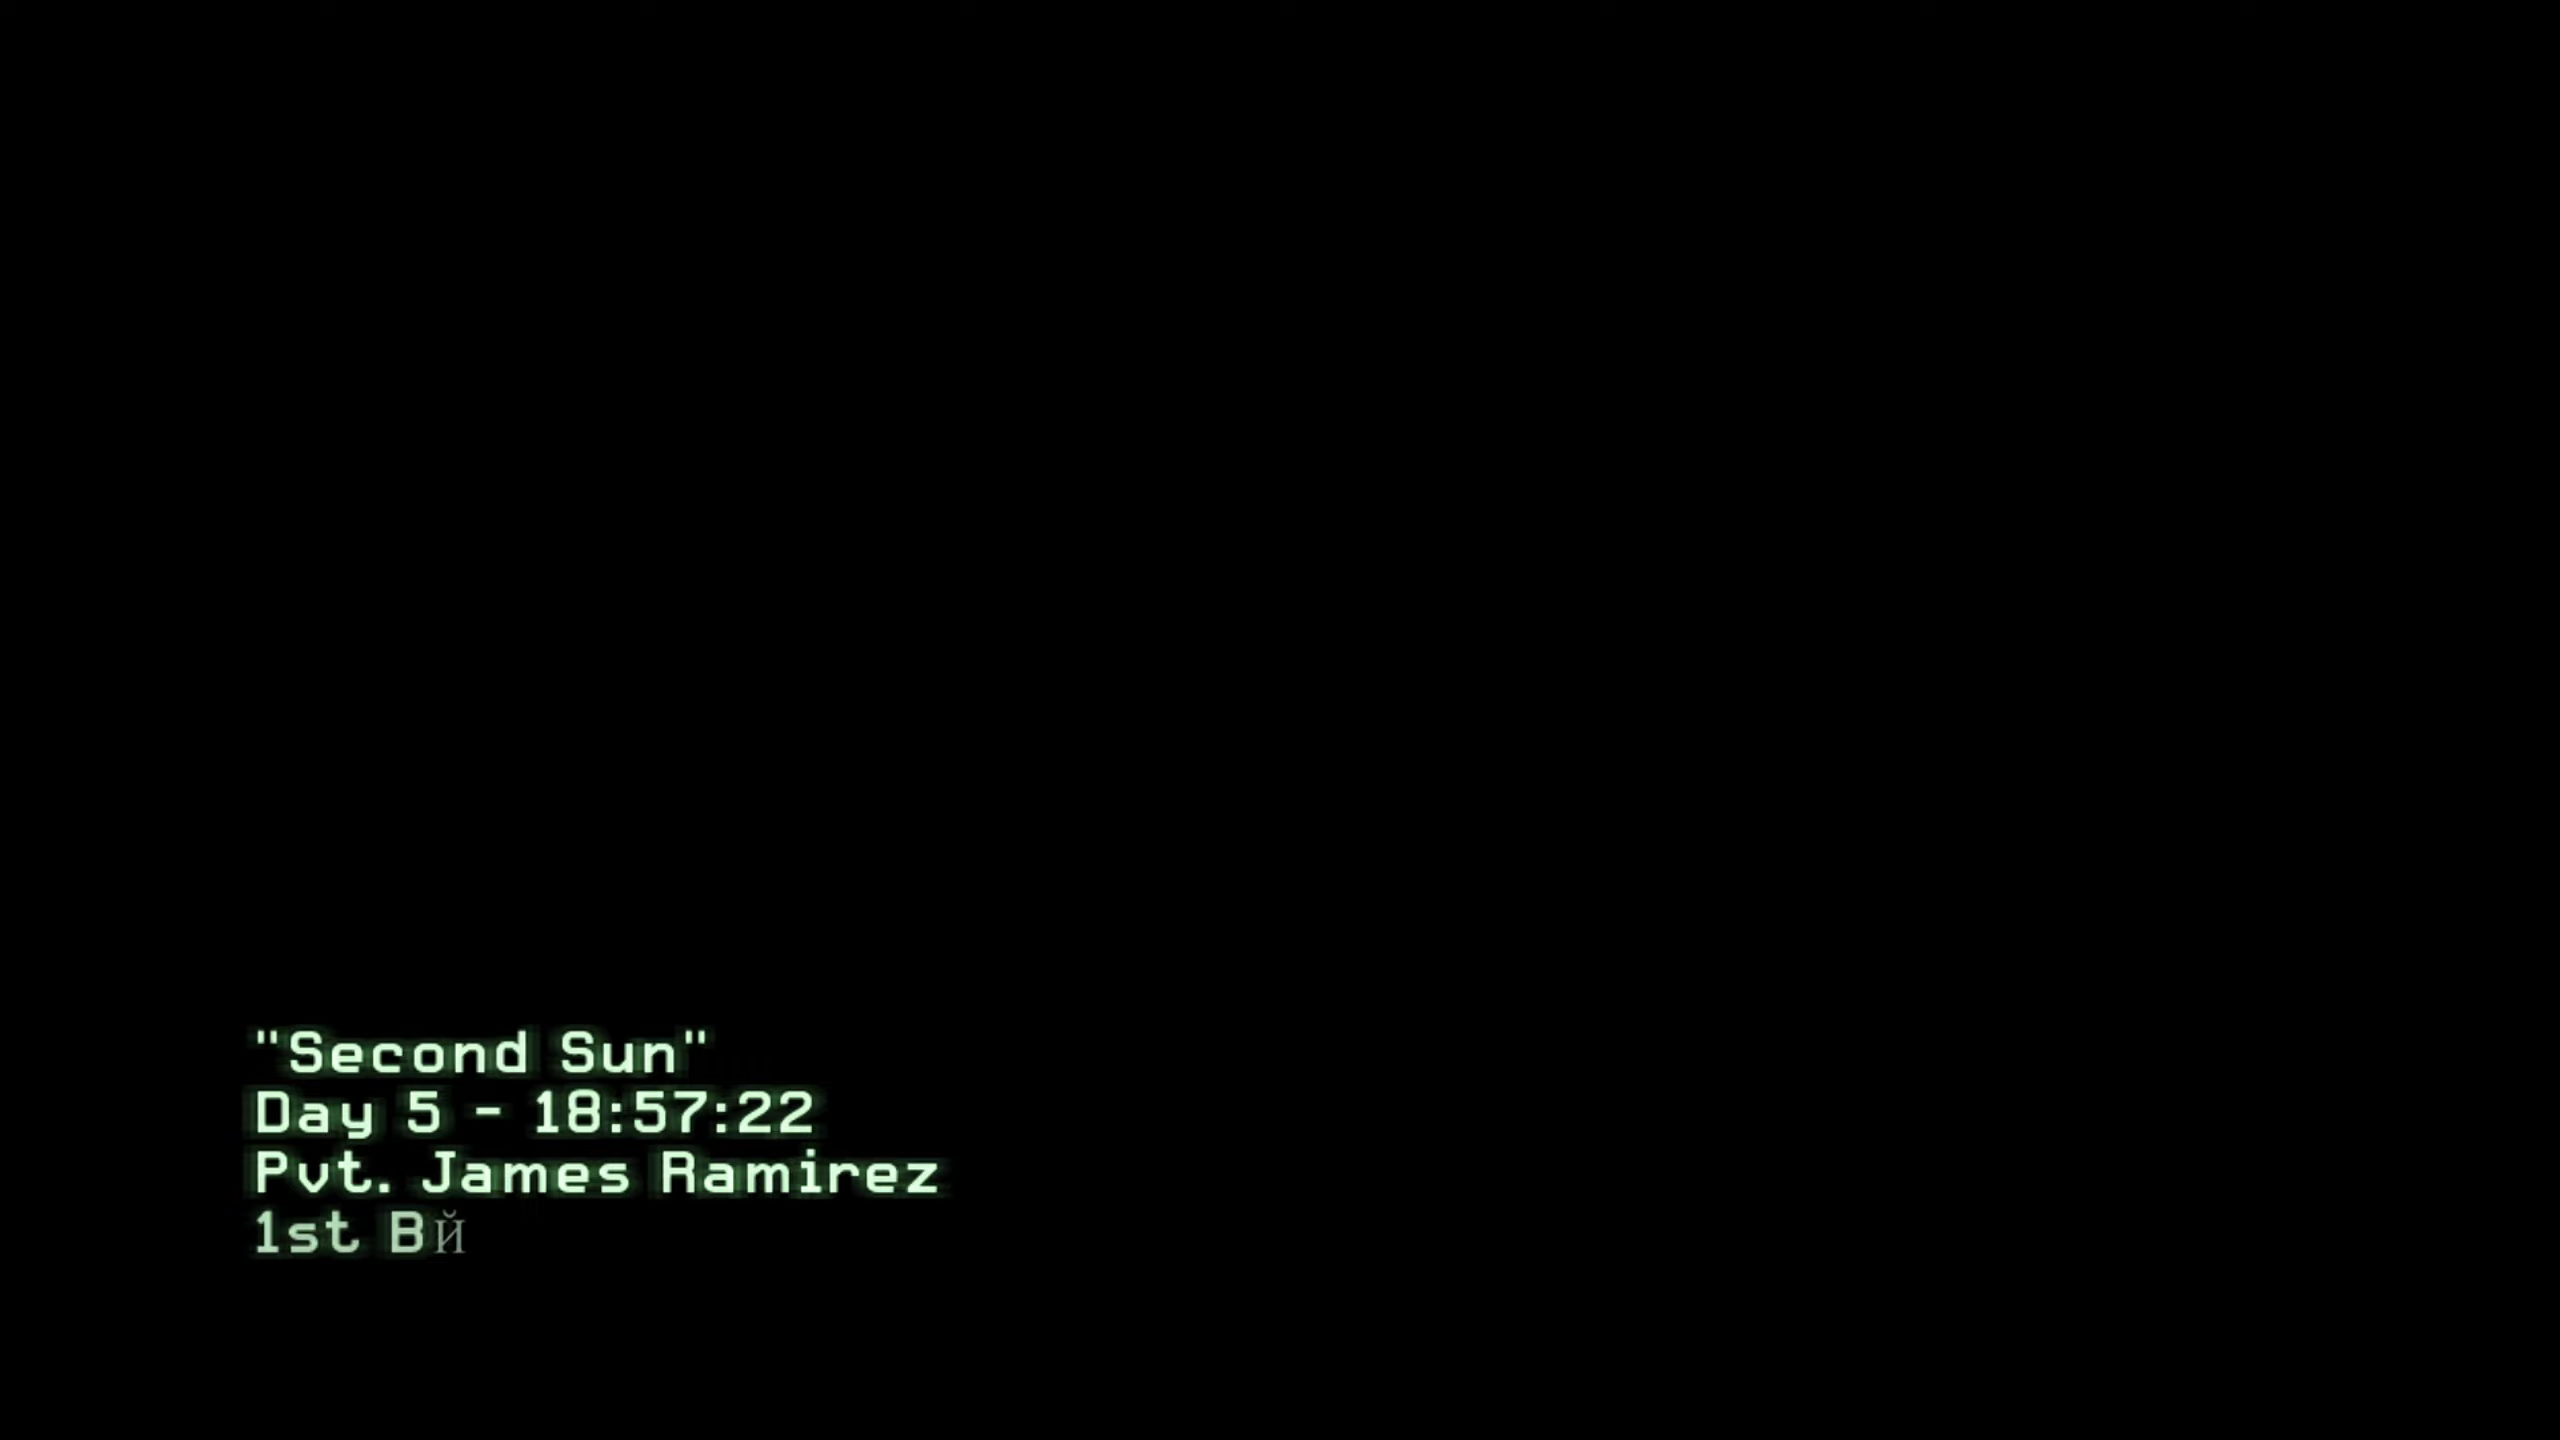 "Second Sun"
Day 5 - 18:57:22
Pvt. James Ramirez
1st Bй